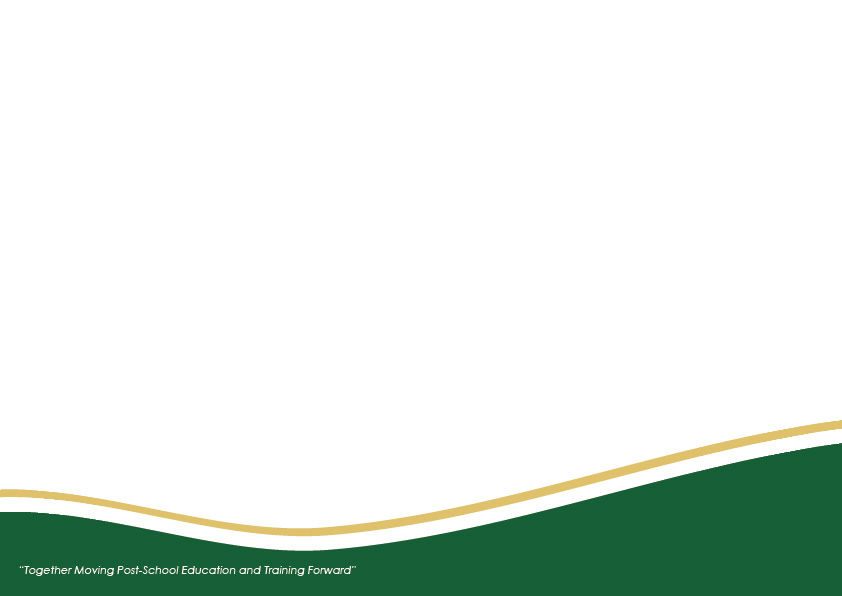 “Together Moving Post-School Education and Training Forward”